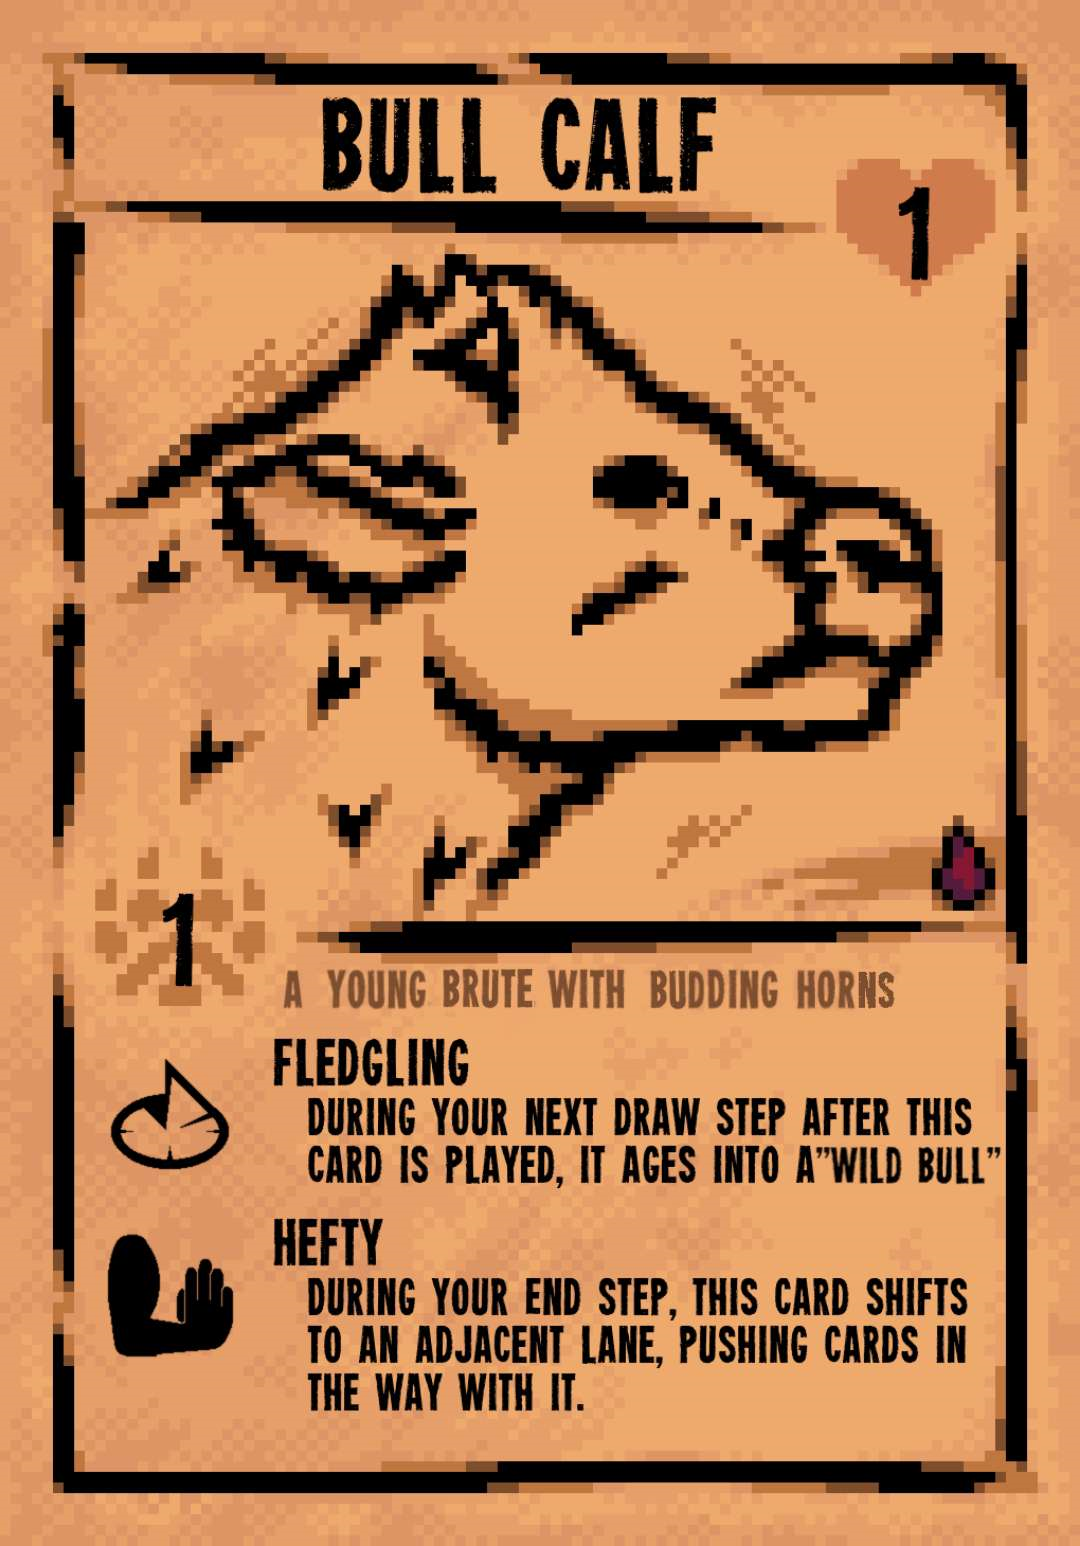 BULL CALF
1
1
A YOUNG BRUTE WITH BUDDING HORNS
FLEDGLING
DURING YOUR NEXT DRAW STEP AFTER THIS
CARD IS PLAYED, IT AGES INTO A”WILD BULL”
HEFTY
DURING YOUR END STEP, THIS CARD SHIFTS
TO AN ADJACENT LANE, PUSHING CARDS IN
THE WAY WITH IT.